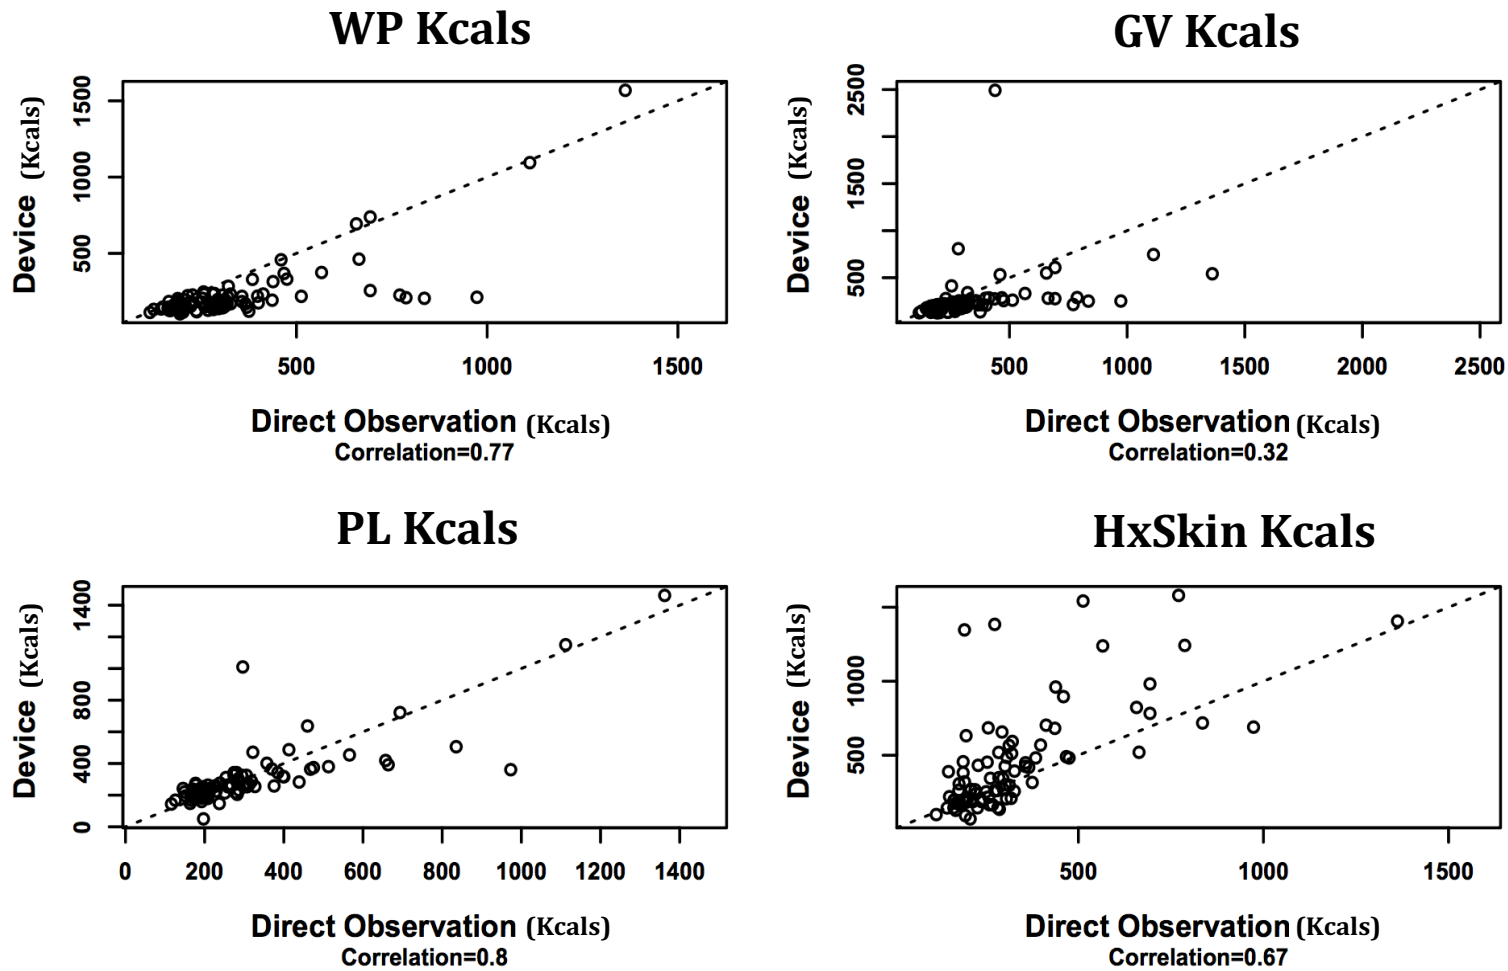 WP Kcals
Device (Kcals)
1500
1000
500
500 1000 1500
Direct Observation (Kcals)
Correlation=0.77
GV Kcals
Device (Kcals)
2500
1500
500
500 1000 1500 2000 2500
Direct Observation (Kcals)
Correlation=0.32
PL Kcals
Device (Kcals)
1400
800
400
0
0 200 400 600 800 1000 1200 1400
Direct Observation (Kcals)
Correlation=0.8
HxSkin Kcals
Device (Kcals)
1000
500
500 1000 1500
Direct Observation (Kcals)
Correlation=0.67